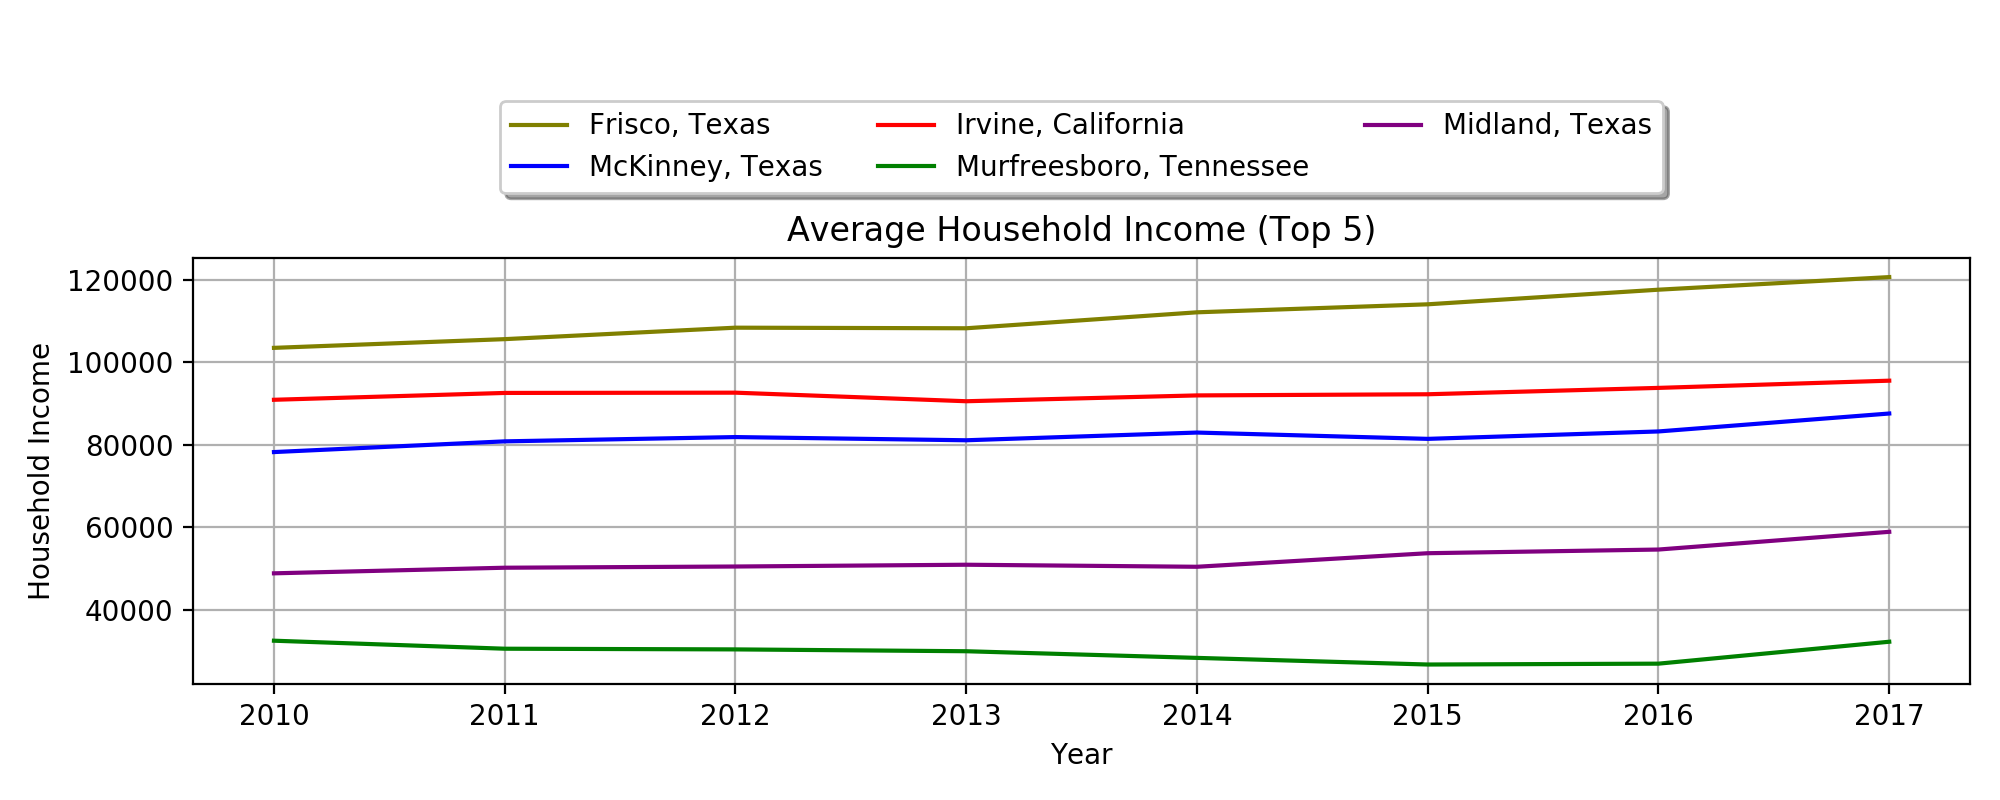 Frisco, Texas
McKinney, Texas
Irvine, California
Murfreesboro, Tennessee
Midland, Texas
Average Household Income (Top 5)
Household Income
120000
100000
80000
60000
40000
2010 2011 2012 2013 2014 2015 2016 2017
Year